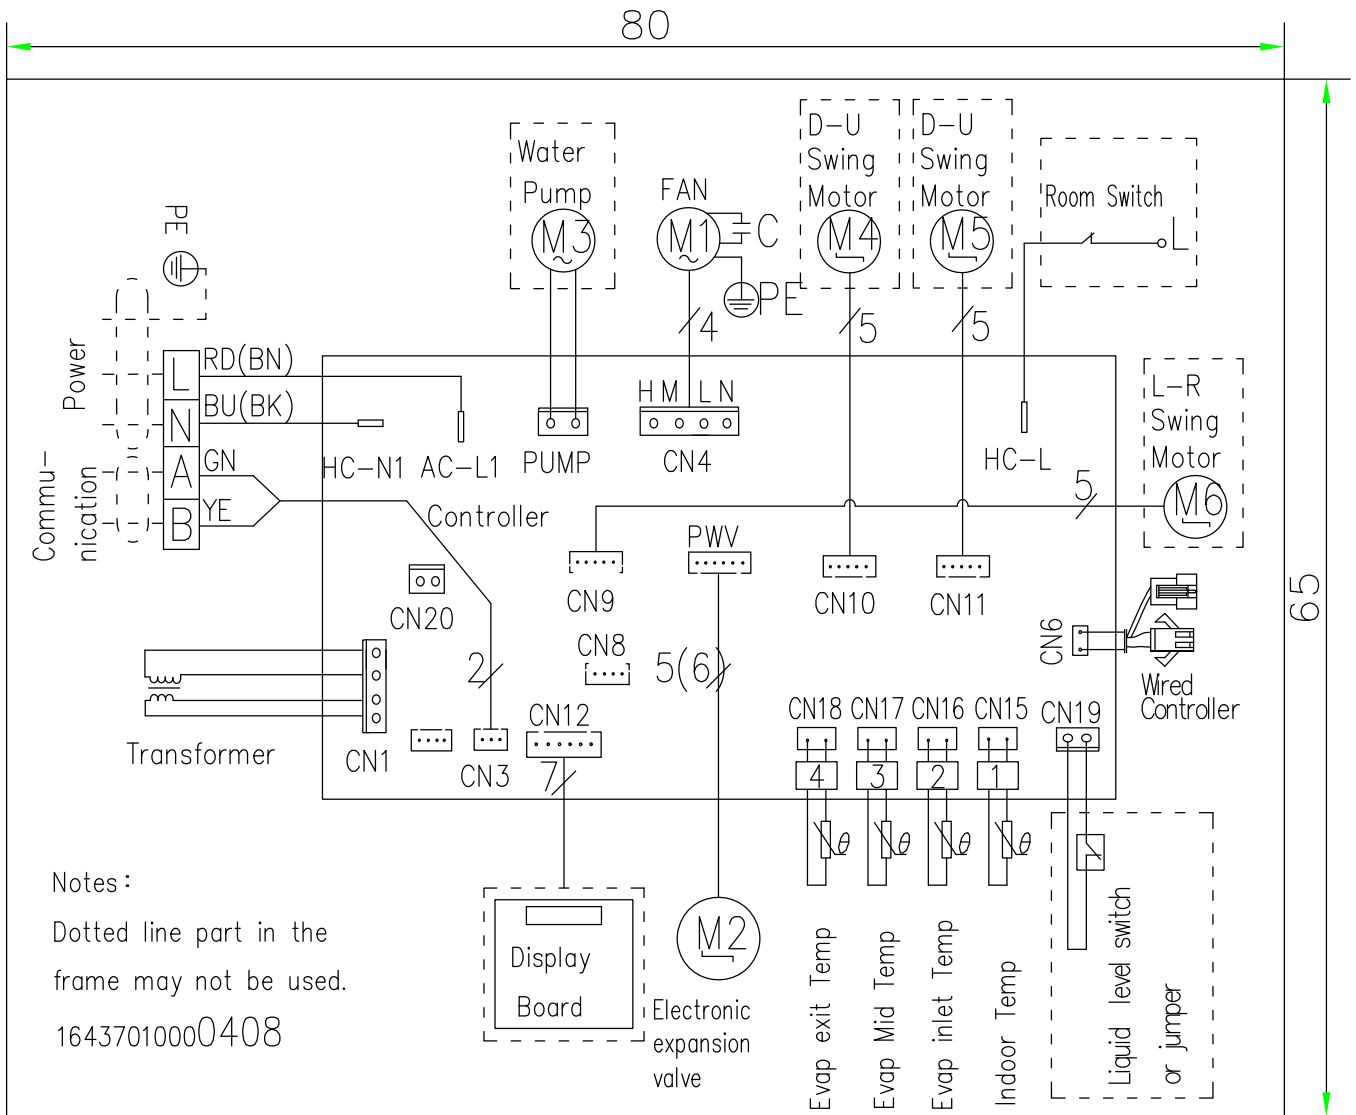 80
65
Water
Pump
M3
FAN
M1
C
PE
4
D-U
Swing
Motor
M4
5
D-U
Swing
Motor
M5
5
Room Switch
L
PE
Power
L
N
A
B
RD(BN)
BU(BK)
GN
YE
Commu-
nication
HC-N1
AC-L1
PUMP
H M L N
CN4
HC-L
L-R
Swing
Motor
M6
5
Controller
PWV
CN9
CN10
CN11
CN20
CN8
CN6
Wired
Controller
2
5(6)
CN12
CN18
CN17
CN16
CN15
CN19
Transformer
CN1
CN3
7
4
3
2
1
θ
θ
θ
θ
Notes:
Dotted line part in the
frame may not be used.
16437010000408
Display
Board
M2
Electronic
expansion
valve
Evap exit Temp
Evap Mid Temp
Evap inlet Temp
Indoor Temp
Liquid level switch
or jumper